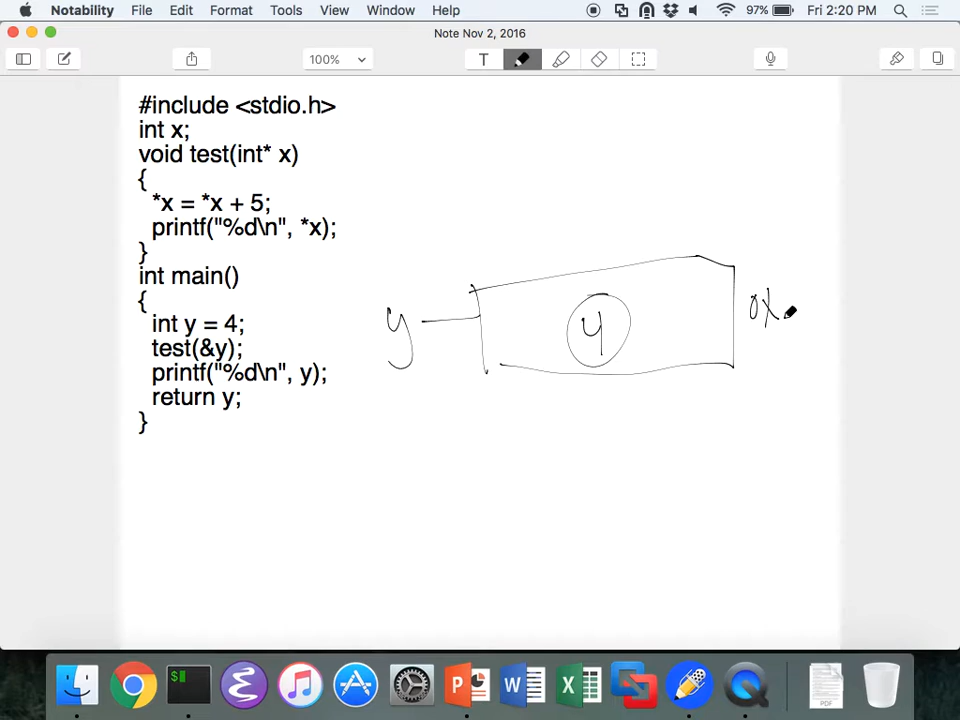 Notability File Edit Format Tools View Window Help 97% Fri 2:20 PM
Note Nov 2, 2016
100% T
#include <stdio.h>
int x;
void test(int* x)
{
*x = *x + 5;
printf("%d\n", *x);
}
int main()
{
int y = 4;
test(&y);
printf("%d\n", y);
return y;
}
y 4 0x
$
P W X
PDF